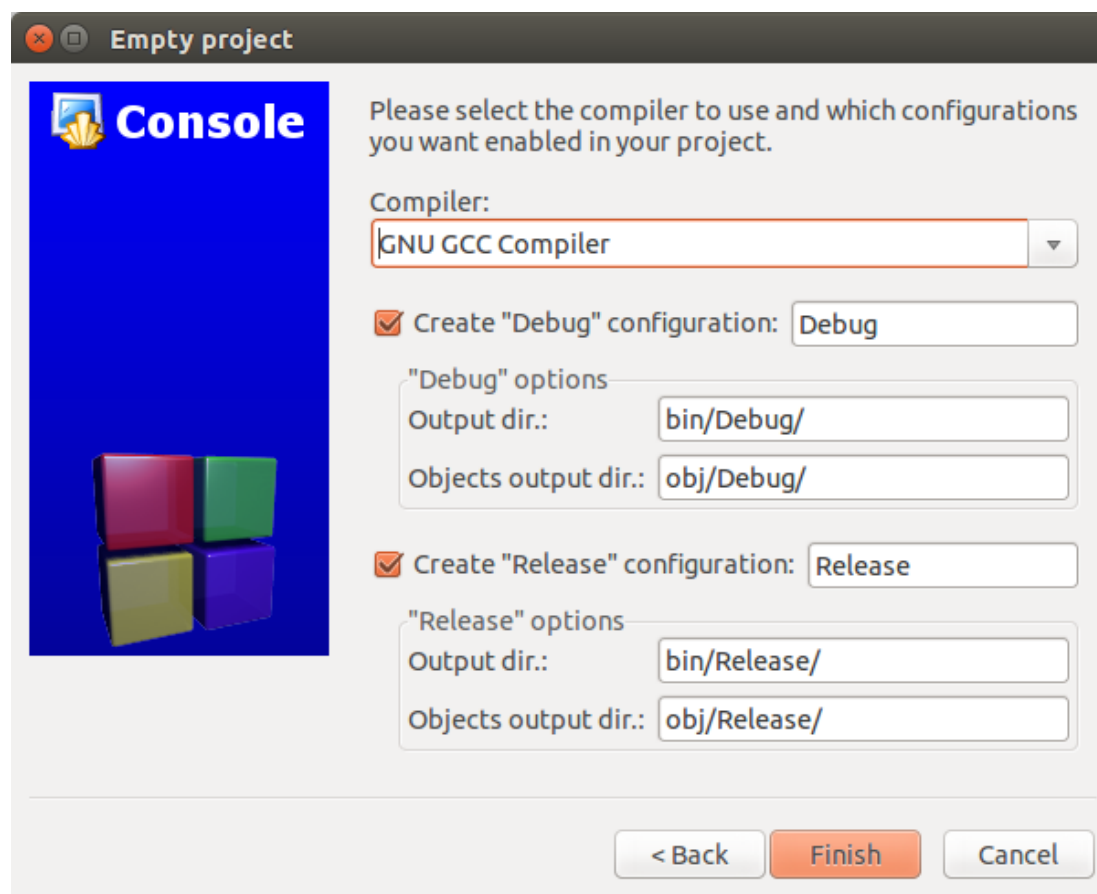 Empty project
Console
Please select the compiler to use and which configurations
you want enabled in your project.
Compiler:
GNU GCC Compiler
Create "Debug" configuration: Debug
"Debug" options
Output dir.: bin/Debug/
Objects output dir.: obj/Debug/
Create "Release" configuration: Release
"Release" options
Output dir.: bin/Release/
Objects output dir.: obj/Release/
< Back Finish Cancel